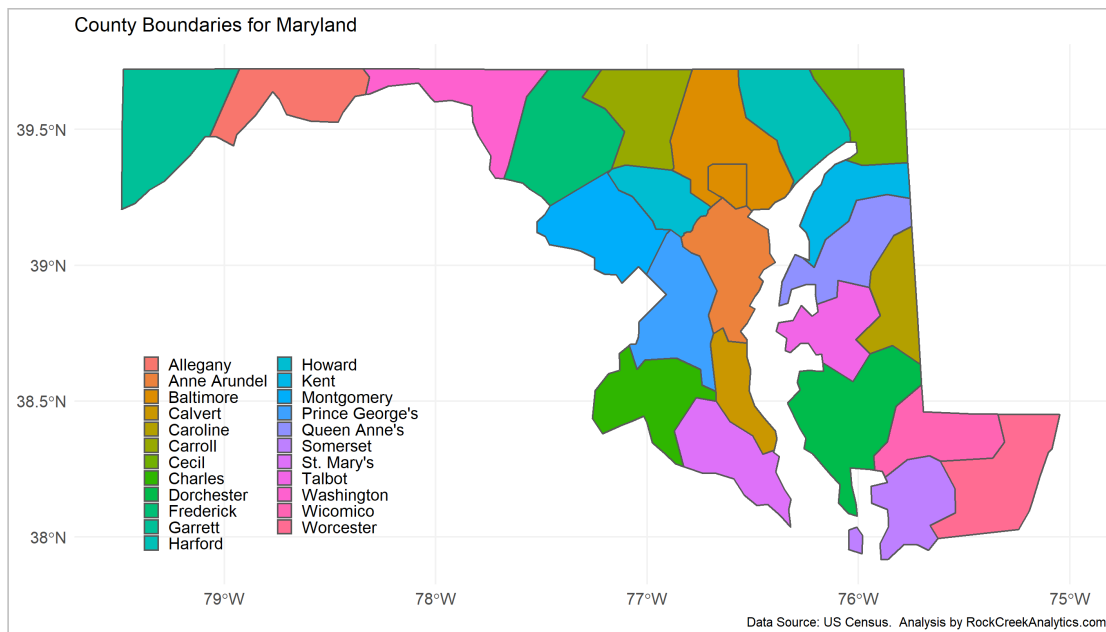 County Boundaries for Maryland
39.5°N
39°N
38.5°N
38°N
Allegany
Anne Arundel
Baltimore
Calvert
Caroline
Carroll
Cecil
Charles
Dorchester
Frederick
Garrett
Harford
Howard
Kent
Montgomery
Prince George's
Queen Anne's
Somerset
St. Mary's
Talbot
Washington
Wicomico
Worcester
79°W
78°W
77°W
76°W
75°W
Data Source: US Census.  Analysis by RockCreekAnalytics.com